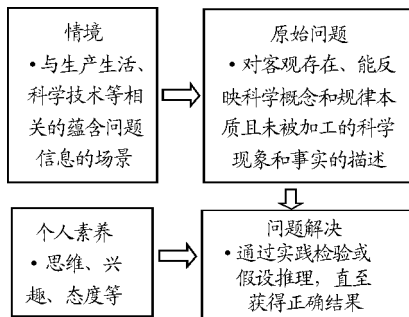 情境
•与生产生活、
科学技术等相
关的蕴含问题
信息的场景
原始问题
•对客观存在、能反
映科学概念和规律本
质且未被加工的科学
现象和事实的描述
个人素养
•思维、兴
趣、态度等
问题解决
•通过实践检验或
假设推理，直至
获得正确结果